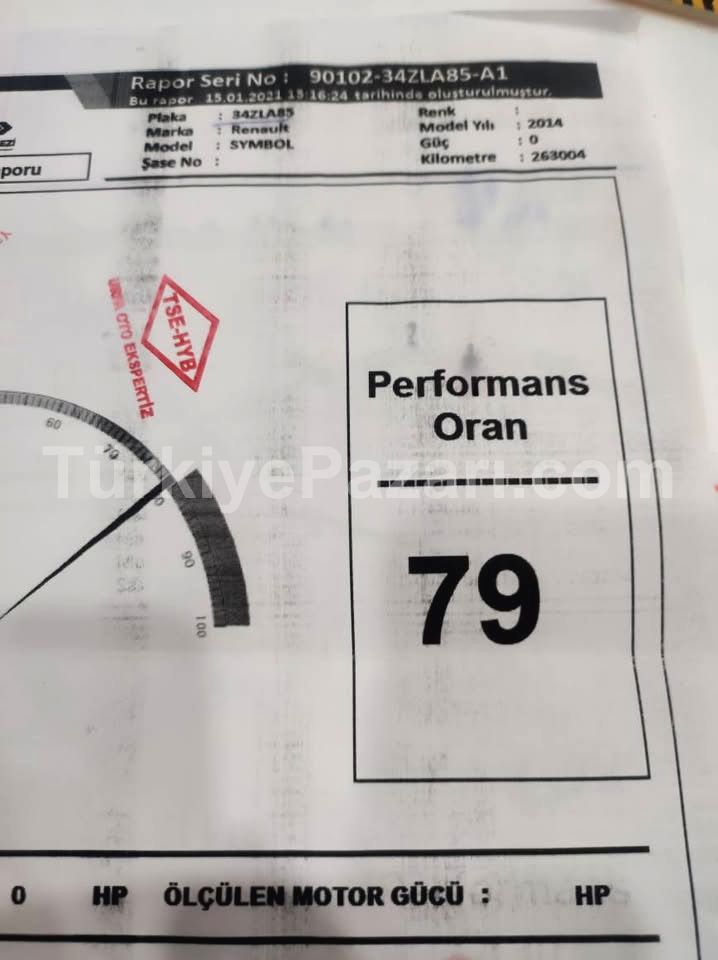 Rapor Seri No : 90102-34ZLA85-A1
Bu rapor 15.01.2021 15:16:24 tarihinde oluşturulmuştur.
Plaka : 34ZLA85
Marka : Renault
Model : SYMBOL
Şase No :
Renk :
Model Yılı : 2014
Güç : 0
Kilometre : 263004
EZİ
poru
TSE-HYB
OTO EKSPERTİZ
60
70
90
100
Performans
Oran
79
TürkiyePazari.com
0 HP ÖLÇÜLEN MOTOR GÜCÜ : HP